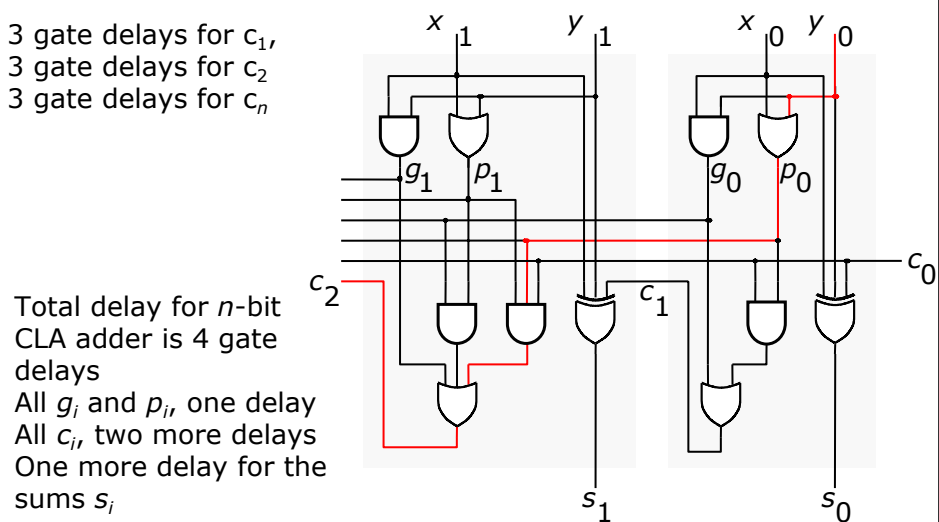 3 gate delays for c₁,
3 gate delays for c₂
3 gate delays for cₙ
x₁ y₁ x₀ y₀
g₁ p₁ g₀ p₀
c₀
c₂ c₁
Total delay for n-bit
CLA adder is 4 gate
delays
All gᵢ and pᵢ, one delay
All cᵢ, two more delays
One more delay for the
sums sᵢ
s₁ s₀